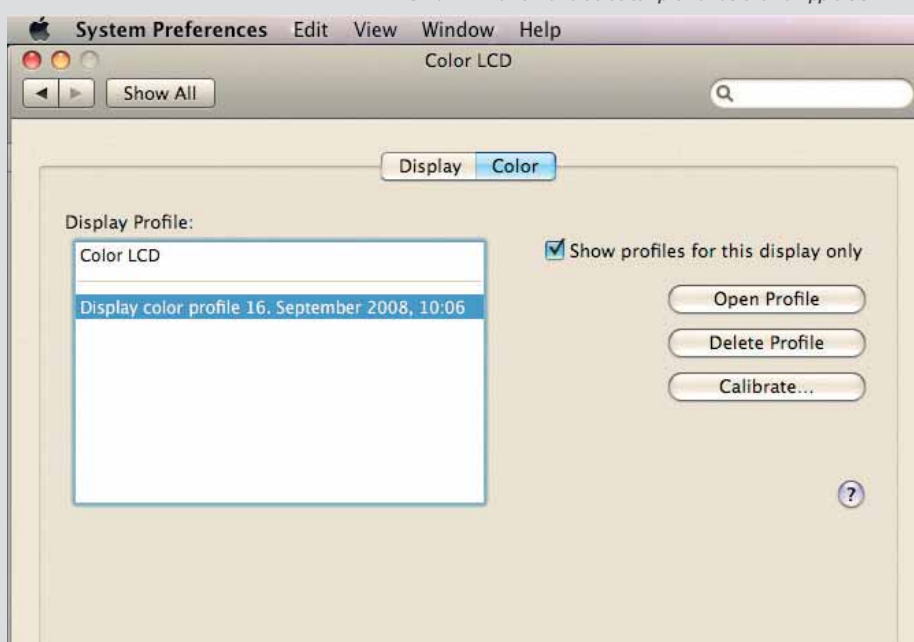 System Preferences Edit View Window Help
Color LCD
Show All
Display Color
Display Profile:
Color LCD
Show profiles for this display only
Display color profile 16. September 2008, 10:06
Open Profile
Delete Profile
Calibrate...
?